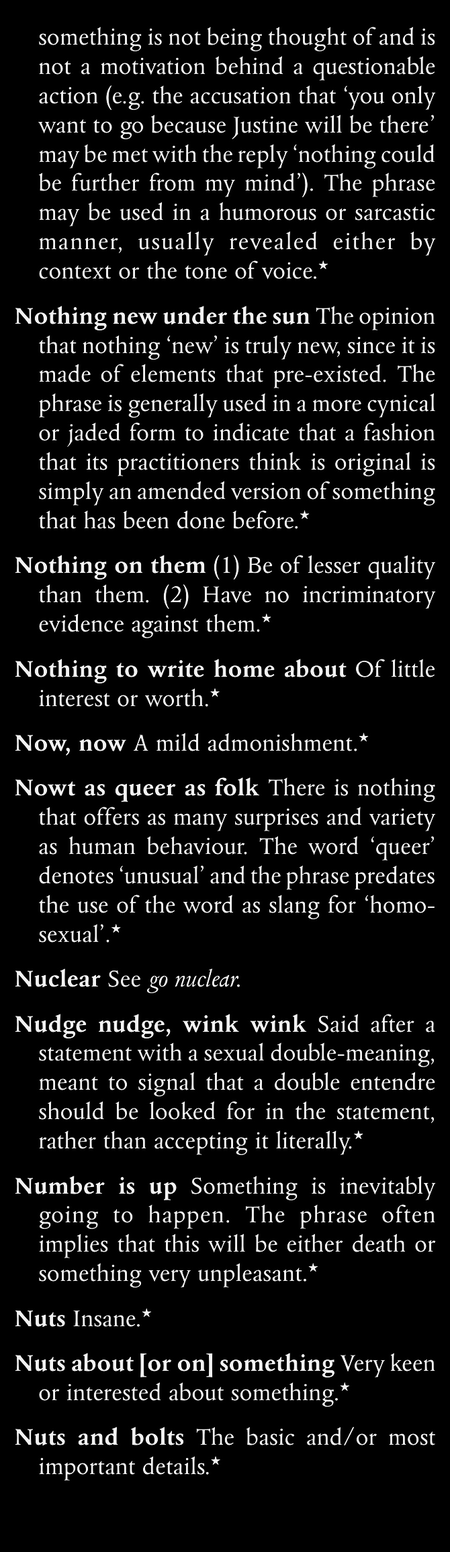 something is not being thought of and is
not a motivation behind a questionable
action (e.g. the accusation that ‘you only
want to go because Justine will be there’
may be met with the reply ‘nothing could
be further from my mind’). The phrase
may be used in a humorous or sarcastic
manner, usually revealed either by
context or the tone of voice.★
Nothing new under the sun The opinion
that nothing ‘new’ is truly new, since it is
made of elements that pre-existed. The
phrase is generally used in a more cynical
or jaded form to indicate that a fashion
that its practitioners think is original is
simply an amended version of something
that has been done before.★
Nothing on them (1) Be of lesser quality
than them. (2) Have no incriminatory
evidence against them.★
Nothing to write home about Of little
interest or worth.★
Now, now A mild admonishment.★
Nowt as queer as folk There is nothing
that offers as many surprises and variety
as human behaviour. The word ‘queer’
denotes ‘unusual’ and the phrase predates
the use of the word as slang for ‘homo-
sexual’.★
Nuclear See go nuclear.
Nudge nudge, wink wink Said after a
statement with a sexual double-meaning,
meant to signal that a double entendre
should be looked for in the statement,
rather than accepting it literally.★
Number is up Something is inevitably
going to happen. The phrase often
implies that this will be either death or
something very unpleasant.★
Nuts Insane.★
Nuts about [or on] something Very keen
or interested about something.★
Nuts and bolts The basic and/or most
important details.★